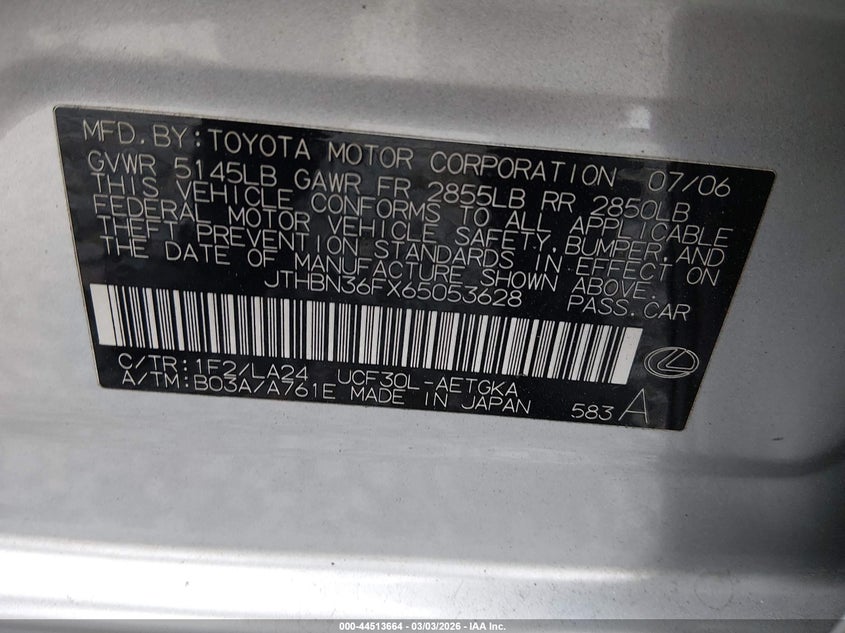 MFD. BY: TOYOTA MOTOR CORPORATION 07/06
GVWR 5145LB GAWR FR 2855LB RR 2850LB
THIS VEHICLE CONFORMS TO ALL APPLICABLE
FEDERAL MOTOR VEHICLE SAFETY, BUMPER, AND
THEFT PREVENTION STANDARDS IN EFFECT ON
THE DATE OF MANUFACTURE SHOWN ABOVE.
JTHBN36FX65053628 PASS. CAR
C/TR: 1F2/LA24 UCF30L-AETGKA
A/TM: B03A/A761E MADE IN JAPAN 583 A
000-44513664 | 03/03/2026 - IAA Inc.